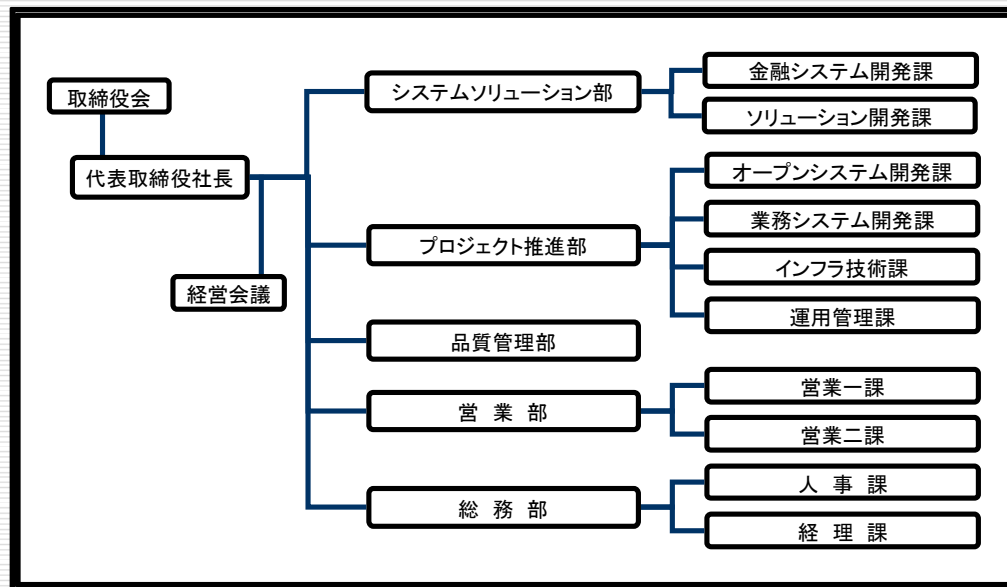 取締役会
代表取締役社長
経営会議
システムソリューション部
金融システム開発課
ソリューション開発課
プロジェクト推進部
オープンシステム開発課
業務システム開発課
インフラ技術課
運用管理課
品質管理部
営 業 部
営業一課
営業二課
総 務 部
人 事 課
経 理 課